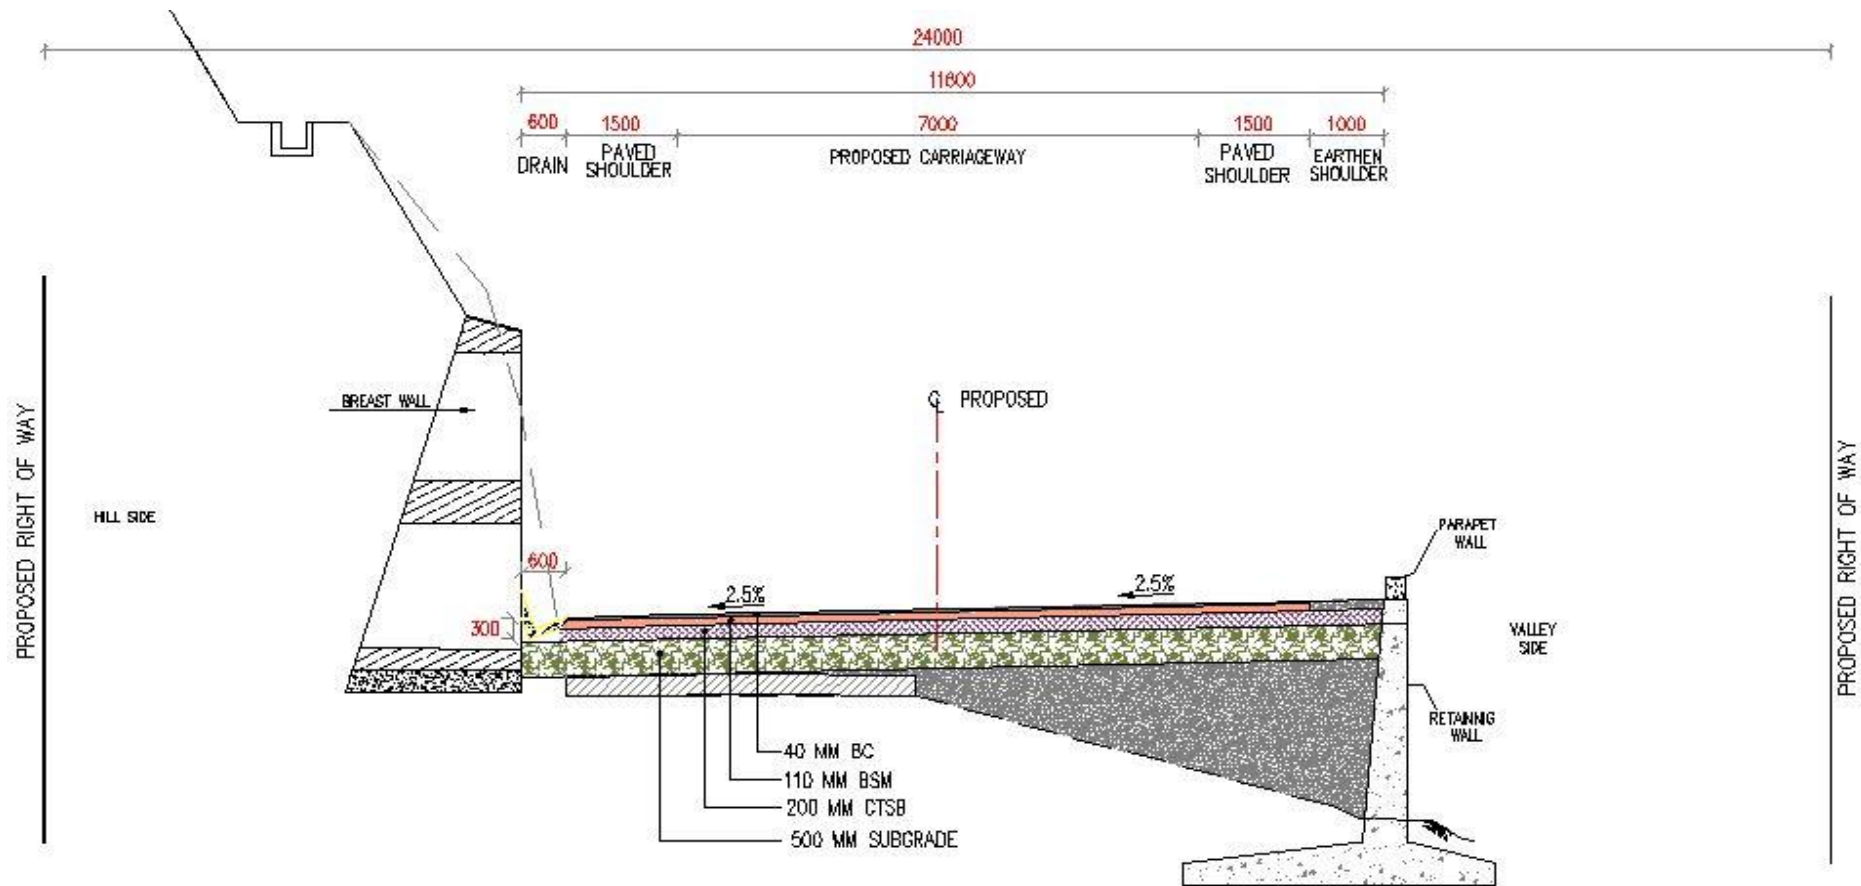 24000
11600
600
1500
7000
1500
1000
DRAIN
PAVED
SHOULDER
PROPOSED CARRIAGEWAY
PAVED
SHOULDER
EARTHEN
SHOULDER
BREAST WALL
℄ PROPOSED
PROPOSED RIGHT OF WAY
HILL SIDE
600
300
2.5%
2.5%
PARAPET
WALL
VALLEY
SIDE
RETAINNIG
WALL
PROPOSED RIGHT OF WAY
40 MM BC
110 MM BSM
200 MM CTSB
500 MM SUBGRADE